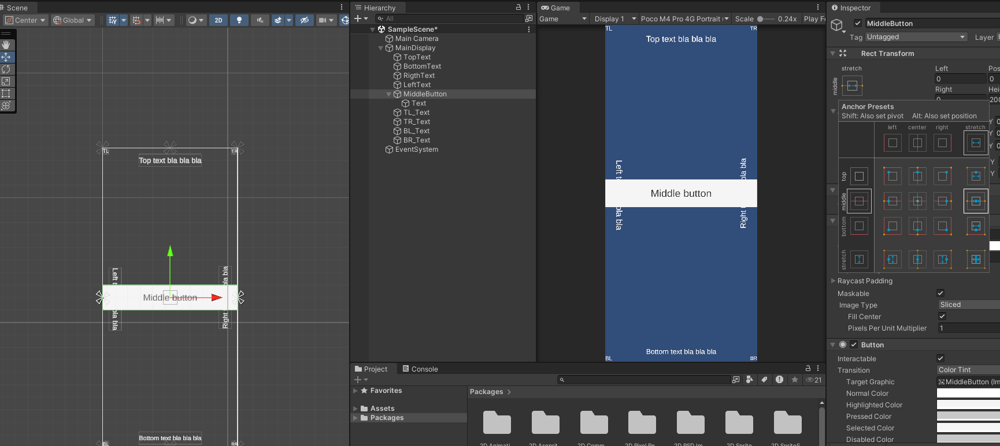 Scene
Center
Global
2D
TL
TR
Top text bla bla bla
Left t
bla bla
Right
bla bla
Middle button
Bottom text bla bla bla
BL
BR
Hierarchy
All
SampleScene*
Main Camera
MainDisplay
TopText
BottomText
RigthText
LeftText
MiddleButton
Text
TL_Text
TR_Text
BL_Text
BR_Text
EventSystem
Game
Game
Display 1
Poco M4 Pro 4G Portrait
Scale
0.24x
Play Fo
TL
TR
Top text bla bla bla
Left t
bla bla
Right
bla bla
Middle button
Bottom text bla bla bla
BL
BR
Project
Console
21
Favorites
Assets
Packages
Packages
2D Animati
2D Aseprit
2D Comm
2D Pixel Pe
2D PSD Im
2D Sprite
2D SpriteS
Inspector
MiddleButton
Tag
Untagged
Layer
Rect Transform
stretch
middle
Left
Pos
0
0
Right
Hei
0
200
Anchor Presets
Shift: Also set pivot
Alt: Also set position
left
center
right
stretch
top
middle
bottom
stretch
Y
Y
Y
Y
Y
Raycast Padding
Maskable
Image Type
Sliced
Fill Center
Pixels Per Unit Multiplier
1
Button
Interactable
Transition
Color Tint
Target Graphic
MiddleButton (Im
Normal Color
Highlighted Color
Pressed Color
Selected Color
Disabled Color